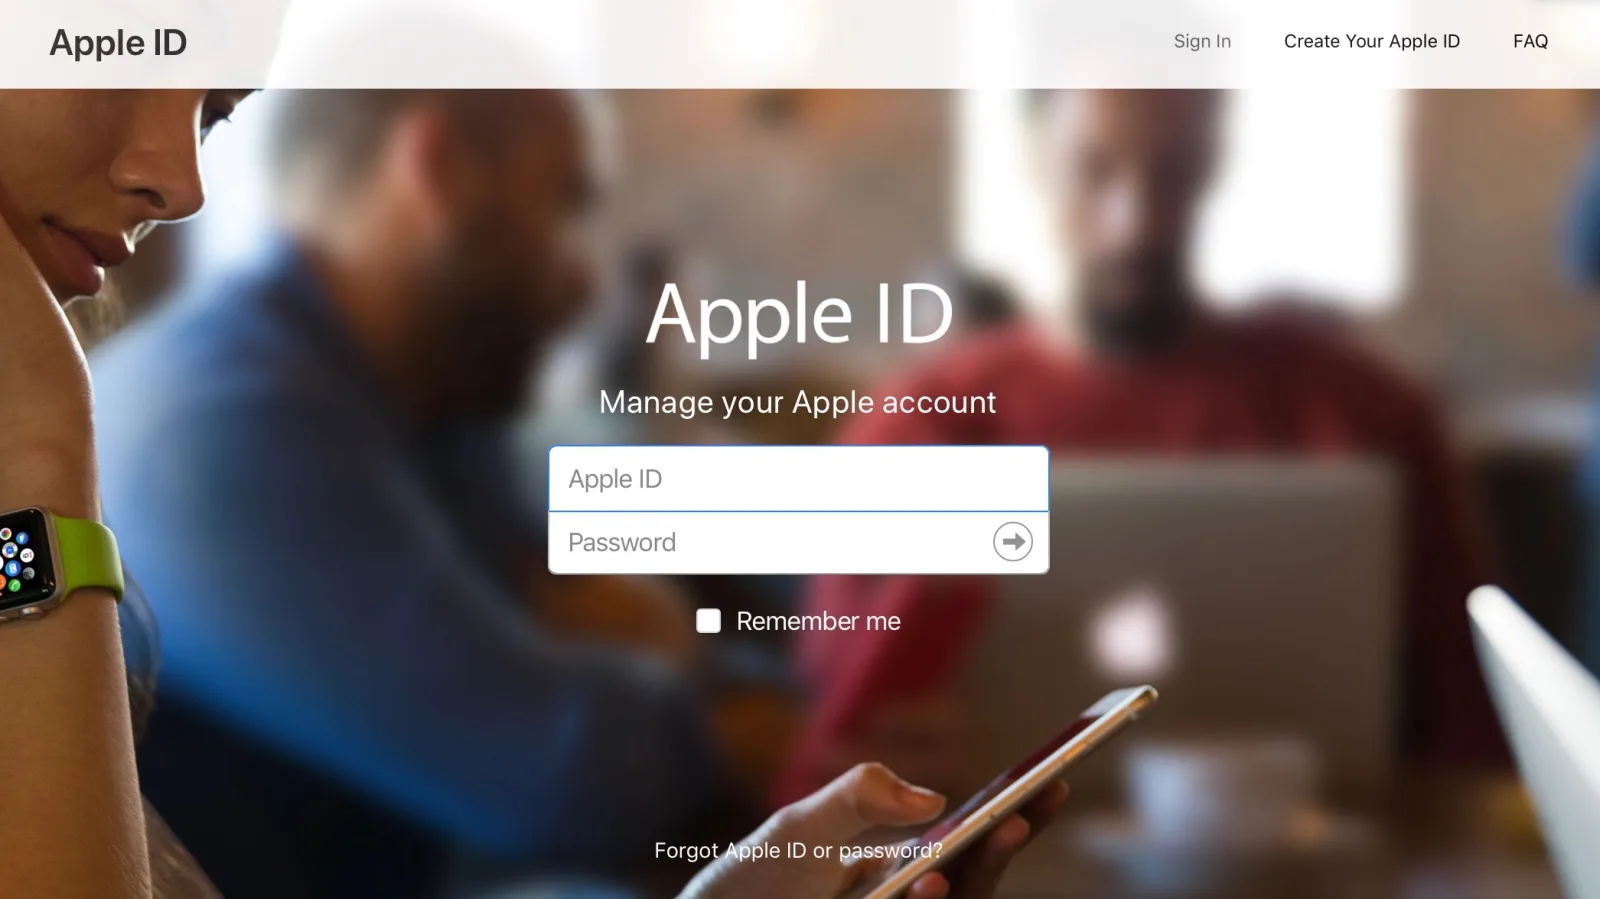 Apple ID
Sign In
Create Your Apple ID
FAQ
Apple ID
Manage your Apple account
Apple ID
Password
Remember me
Forgot Apple ID or password?